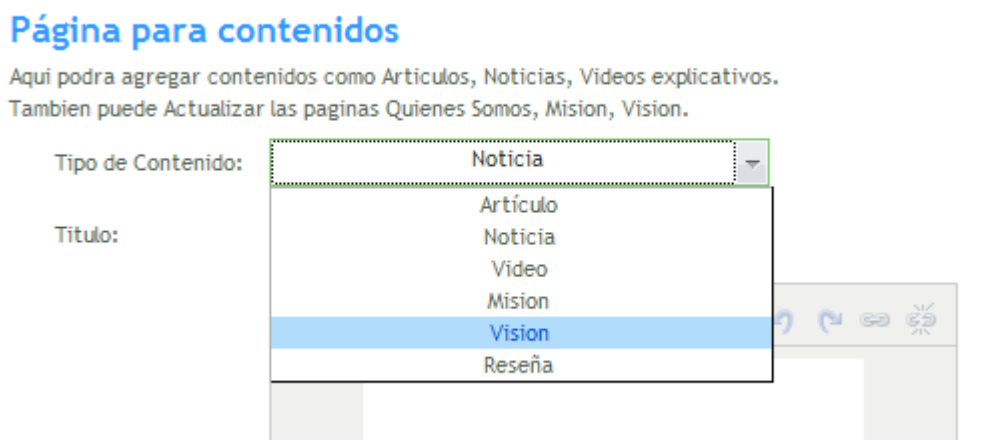 Página para contenidos
Aqui podra agregar contenidos como Articulos, Noticias, Videos explicativos.
Tambien puede Actualizar las paginas Quienes Somos, Mision, Vision.
Tipo de Contenido: Noticia
Artículo
Titulo: Noticia
Video
Mision
Vision
Reseña